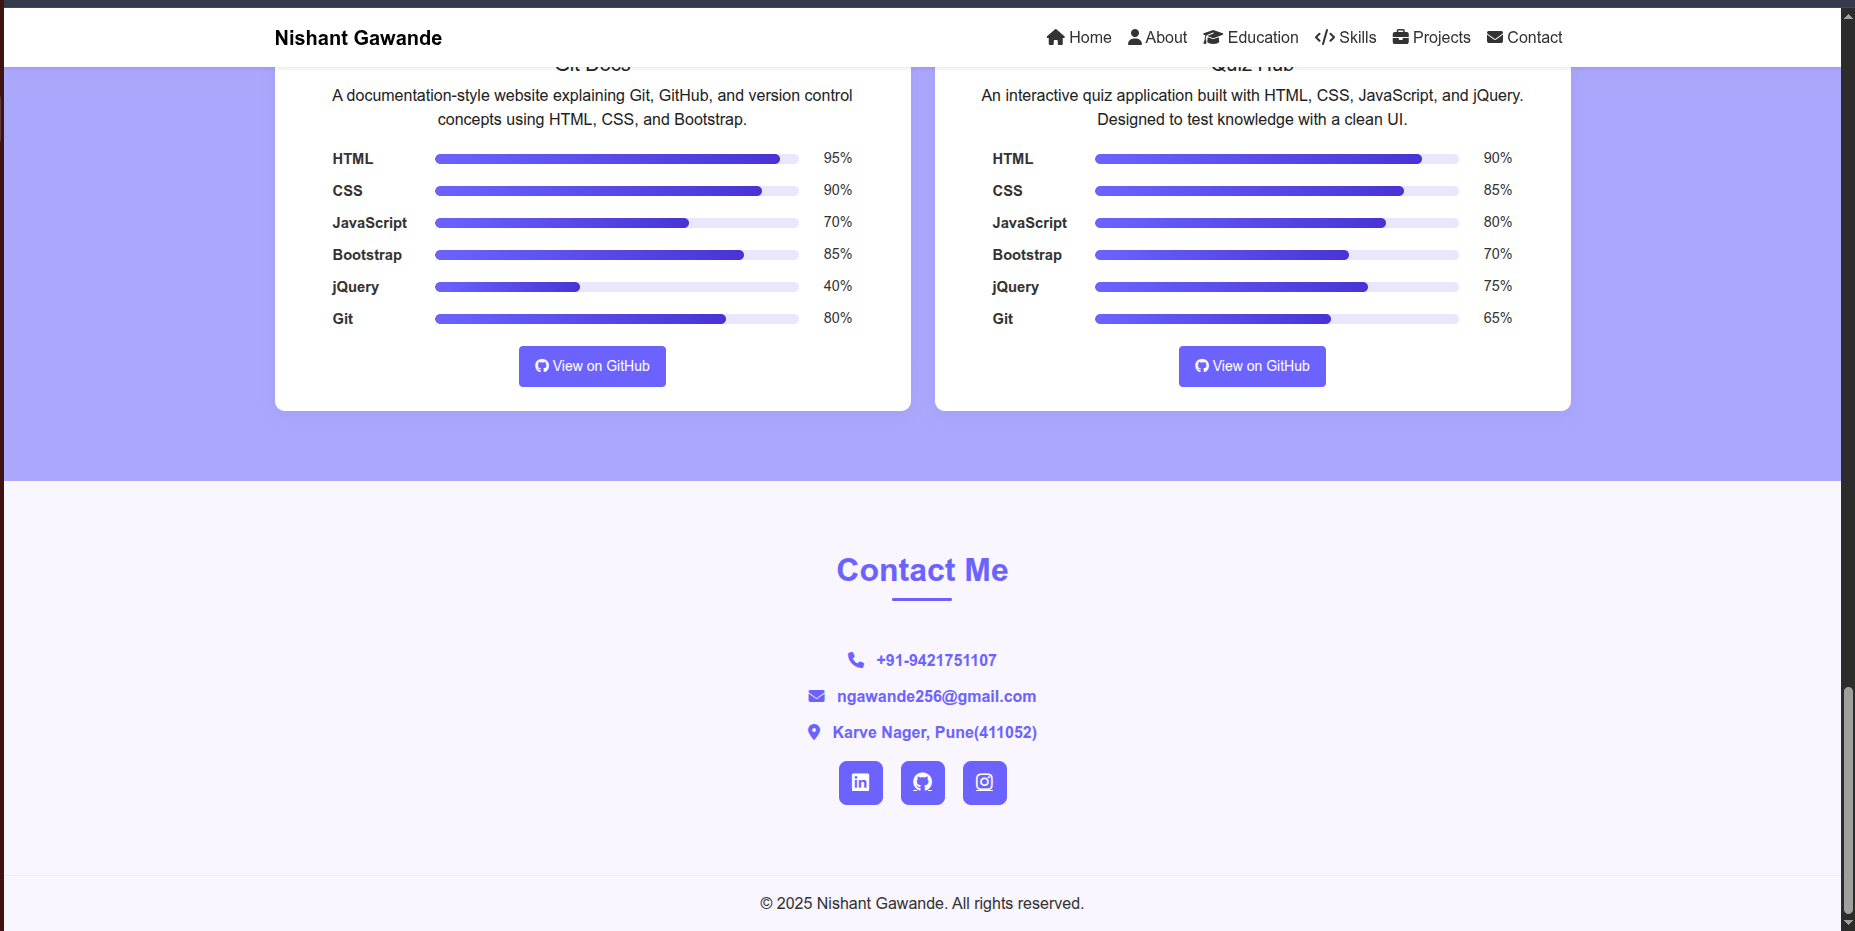 Nishant Gawande
Home About Education Skills Projects Contact
Git Docs
A documentation-style website explaining Git, GitHub, and version control
concepts using HTML, CSS, and Bootstrap.
HTML 95%
CSS 90%
JavaScript 70%
Bootstrap 85%
jQuery 40%
Git 80%
View on GitHub
Quiz Hub
An interactive quiz application built with HTML, CSS, JavaScript, and jQuery.
Designed to test knowledge with a clean UI.
HTML 90%
CSS 85%
JavaScript 80%
Bootstrap 70%
jQuery 75%
Git 65%
View on GitHub
Contact Me
+91-9421751107
ngawande256@gmail.com
Karve Nager, Pune(411052)
© 2025 Nishant Gawande. All rights reserved.